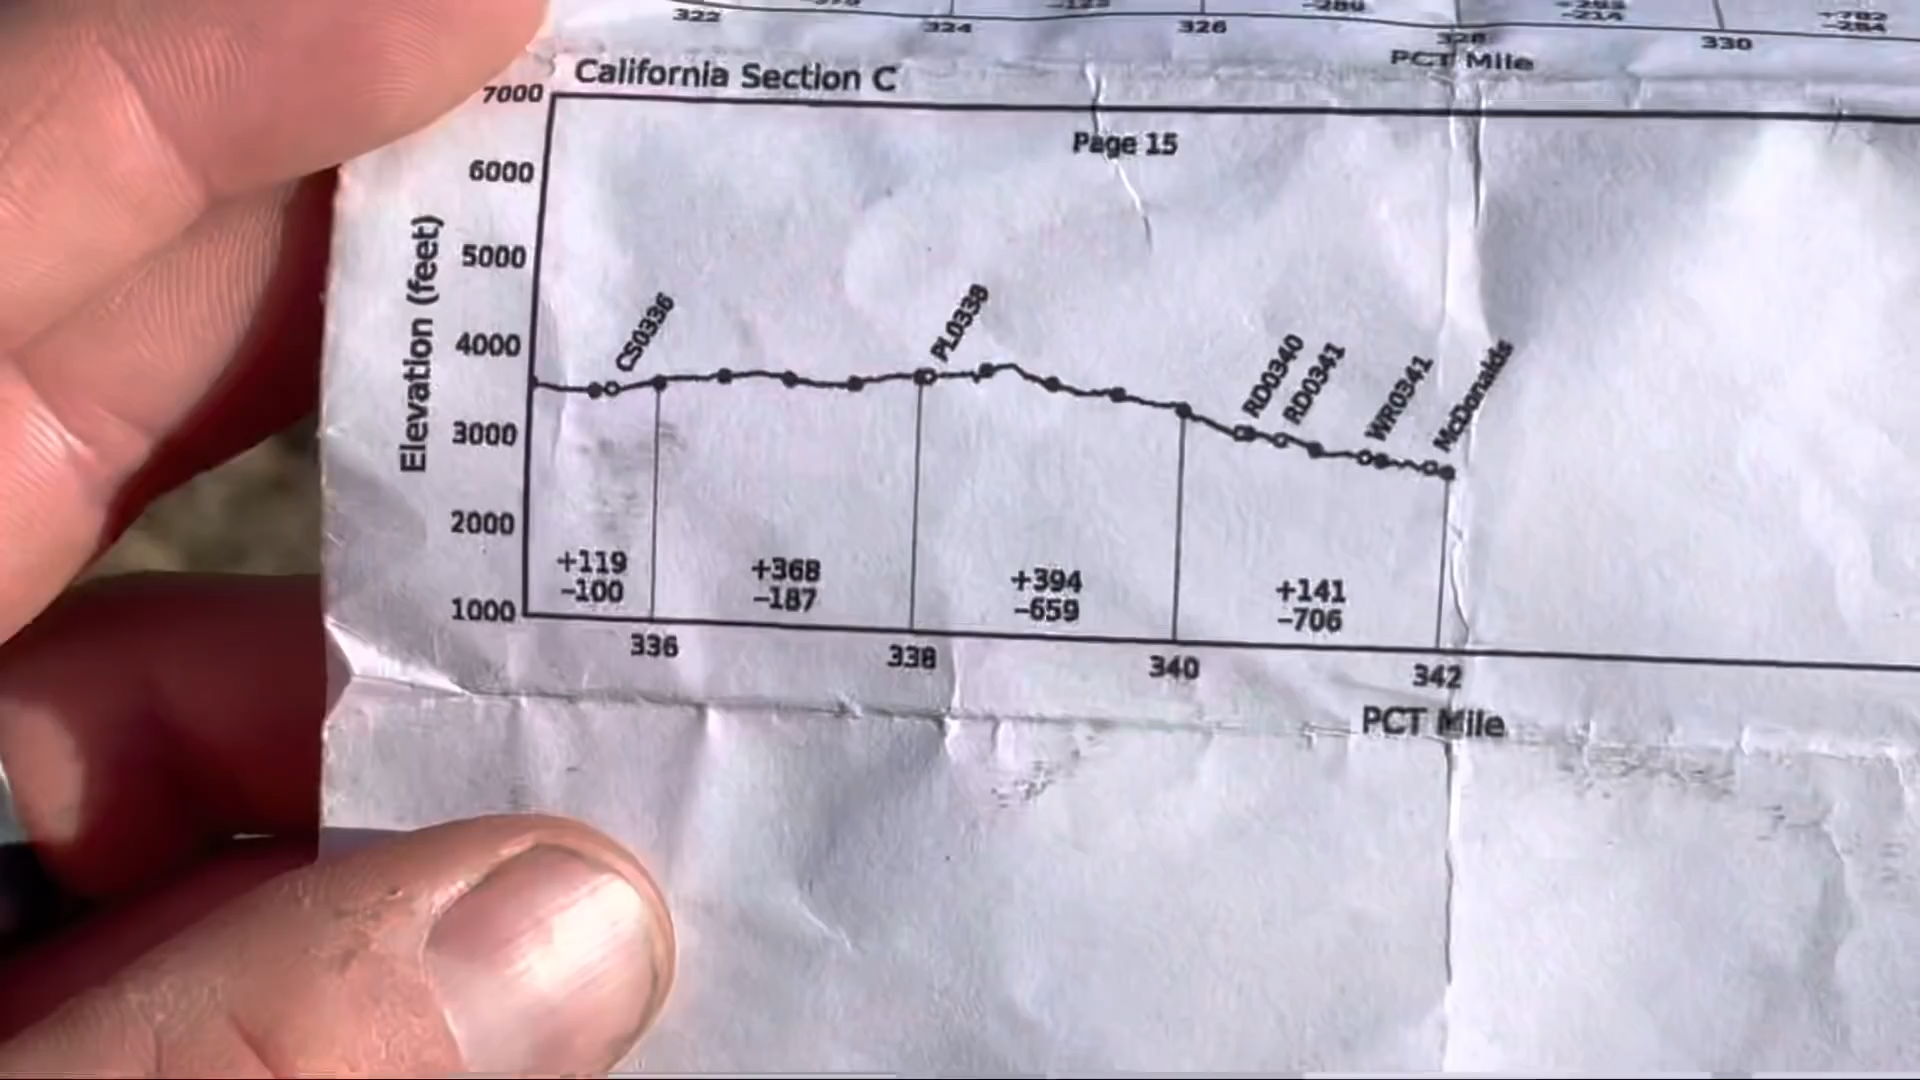 322
324
326
-289
328
330
PCT Mile
California Section C
Page 15
7000
6000
5000
4000
3000
2000
1000
Elevation (feet)
CS0336
PL0338
RD0340
RD0341
WR0341
McDonalds
+119
-100
+368
-187
+394
-659
+141
-706
336
338
340
342
PCT Mile